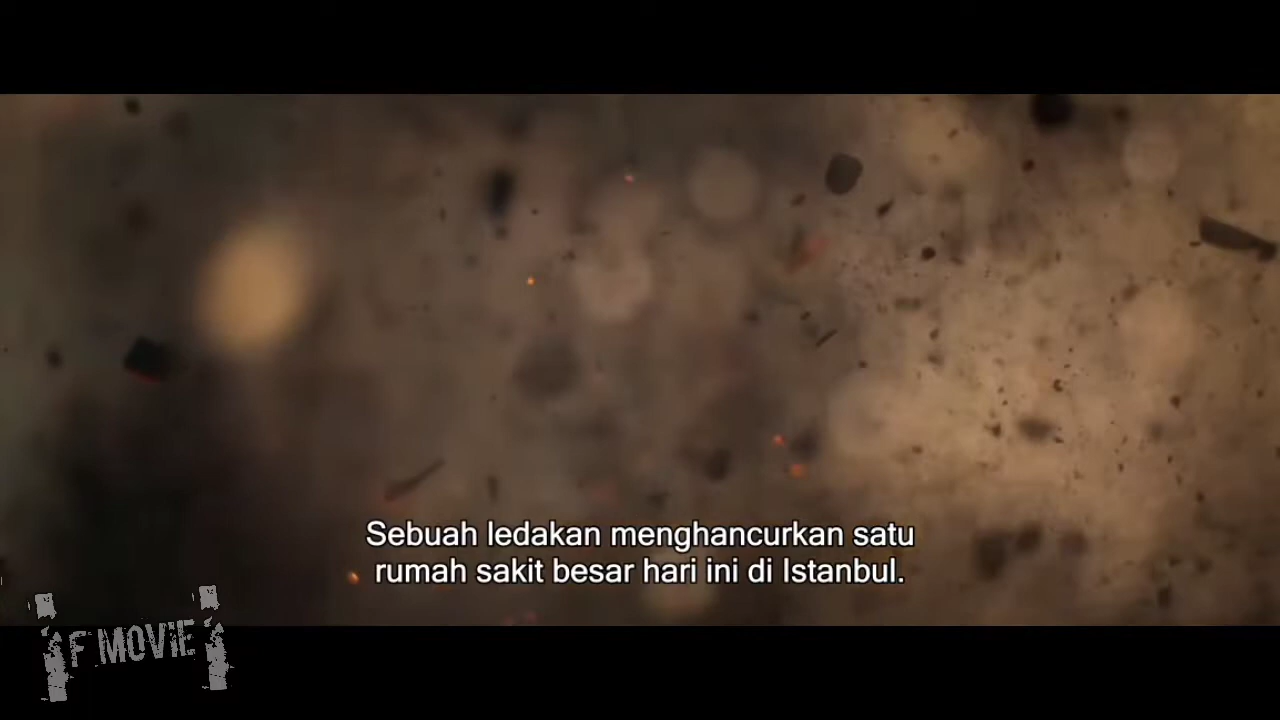 Sebuah ledakan menghancurkan satu
rumah sakit besar hari ini di Istanbul.
F MOVIE